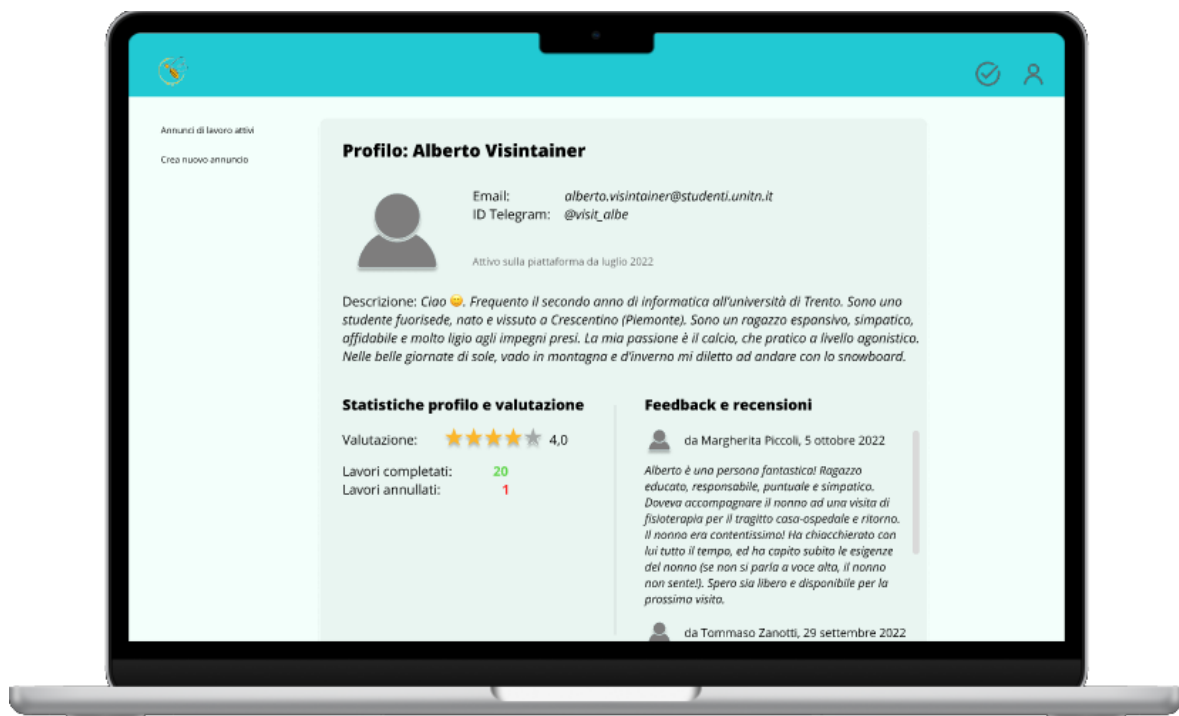 Annunci di lavoro attivi
Crea nuovo annuncio
Profilo: Alberto Visintainer
Email: alberto.visintainer@studenti.unitn.it
ID Telegram: @visit_albe
Attivo sulla piattaforma da luglio 2022
Descrizione: Ciao 😊. Frequento il secondo anno di informatica all'università di Trento. Sono uno
studente fuorisede, nato e vissuto a Crescentino (Piemonte). Sono un ragazzo espansivo, simpatico,
affidabile e molto ligio agli impegni presi. La mia passione è il calcio, che pratico a livello agonistico.
Nelle belle giornate di sole, vado in montagna e d'inverno mi diletto ad andare con lo snowboard.
Statistiche profilo e valutazione
Valutazione: 4,0
Lavori completati: 20
Lavori annullati: 1
Feedback e recensioni
da Margherita Piccoli, 5 ottobre 2022
Alberto è una persona fantastica! Ragazzo
educato, responsabile, puntuale e simpatico.
Doveva accompagnare il nonno ad una visita di
fisioterapia per il tragitto casa-ospedale e ritorno.
Il nonno era contentissimo! Ha chiacchierato con
lui tutto il tempo, ed ha capito subito le esigenze
del nonno (se non si parla a voce alta, il nonno
non sente!). Spero sia libero e disponibile per la
prossima visita.
da Tommaso Zanotti, 29 settembre 2022